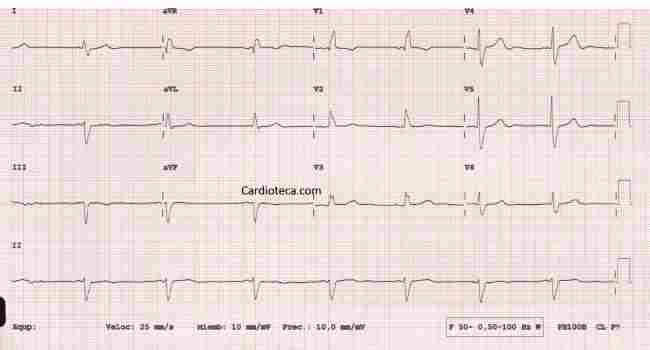 I aVR V1 V4
II aVL V2 V5
III aVF V3 V6
Cardioteca.com
II
Equp: Veloc: 25 mm/s Miemb: 10 mm/mV Prec.: 10,0 mm/mV F 50~ 0,50-100 Hz W PH100B CL P?